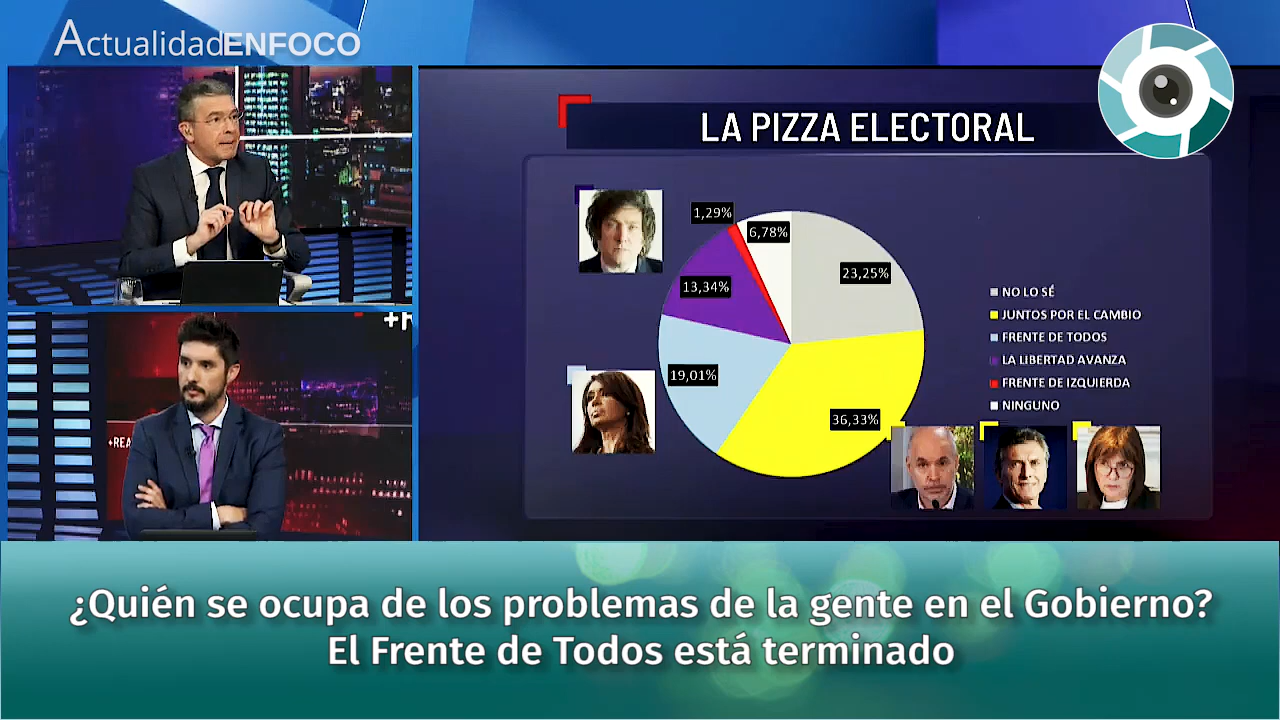 ActualidadENFOCO
LA PIZZA ELECTORAL
1,29%
6,78%
23,25%
13,34%
19,01%
36,33%
NO LO SÉ
JUNTOS POR EL CAMBIO
FRENTE DE TODOS
LA LIBERTAD AVANZA
FRENTE DE IZQUIERDA
NINGUNO
+REA
¿Quién se ocupa de los problemas de la gente en el Gobierno?
El Frente de Todos está terminado